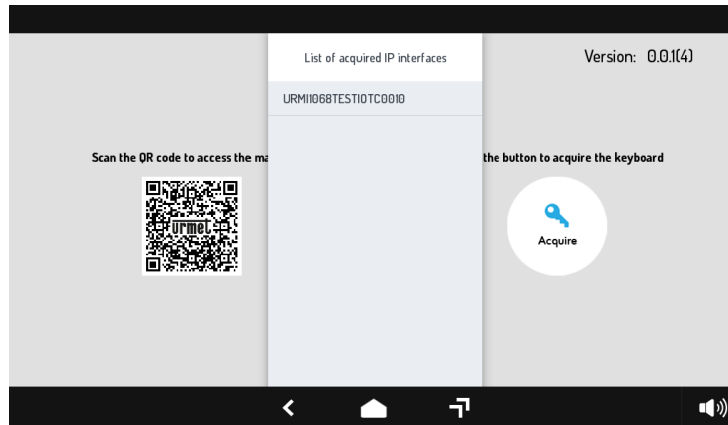 List of acquired IP interfaces
Version: 0.0.1(4)
URMI1068TESTIOTC0010
Scan the QR code to access the ma
the button to acquire the keyboard
urmet
Acquire